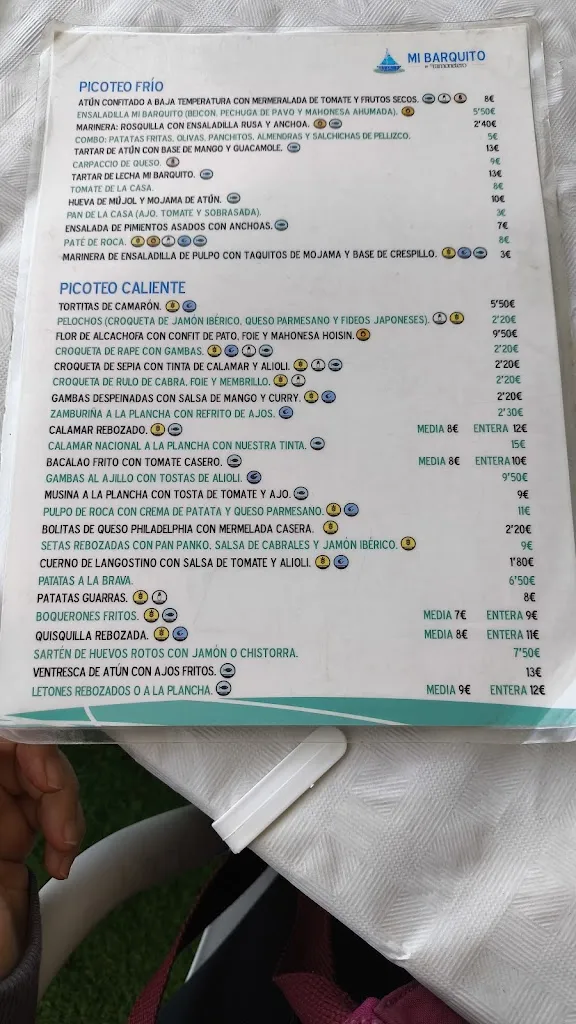 MI BARQUITO
PICOTEO FRÍO
ATÚN CONFITADO A BAJA TEMPERATURA CON MERMERALADA DE TOMATE Y FRUTOS SECOS. 8€
ENSALADILLA MI BARQUITO (BEICON, PECHUGA DE PAVO Y MAHONESA AHUMADA). 5'50€
MARINERA: ROSQUILLA CON ENSALADILLA RUSA Y ANCHOA. 2'40€
COMBO: PATATAS FRITAS, OLIVAS, PANCHITOS, ALMENDRAS Y SALCHICHAS DE PELLIZCO. 5€
TARTAR DE ATÚN CON BASE DE MANGO Y GUACAMOLE. 13€
CARPACCIO DE QUESO. 9€
TARTAR DE LECHA MI BARQUITO. 13€
TOMATE DE LA CASA. 8€
HUEVA DE MÚJOL Y MOJAMA DE ATÚN. 10€
PAN DE LA CASA (AJO, TOMATE Y SOBRASADA). 3€
ENSALADA DE PIMIENTOS ASADOS CON ANCHOAS. 7€
PATÉ DE ROCA. 8€
MARINERA DE ENSALADILLA DE PULPO CON TAQUITOS DE MOJAMA Y BASE DE CRESPILLO. 3€
PICOTEO CALIENTE
TORTITAS DE CAMARÓN. 5'50€
PELOCHOS (CROQUETA DE JAMÓN IBÉRICO, QUESO PARMESANO Y FIDEOS JAPONESES). 2'20€
FLOR DE ALCACHOFA CON CONFIT DE PATO, FOIE Y MAHONESA HOISIN. 9'50€
CROQUETA DE RAPE CON GAMBAS. 2'20€
CROQUETA DE SEPIA CON TINTA DE CALAMAR Y ALIOLI. 2'20€
CROQUETA DE RULO DE CABRA, FOIE Y MEMBRILLO. 2'20€
GAMBAS DESPEINADAS CON SALSA DE MANGO Y CURRY. 2'20€
ZAMBURIÑA A LA PLANCHA CON REFRITO DE AJOS. 2'30€
CALAMAR REBOZADO. MEDIA 8€ ENTERA 12€
CALAMAR NACIONAL A LA PLANCHA CON NUESTRA TINTA. 15€
BACALAO FRITO CON TOMATE CASERO. MEDIA 8€ ENTERA 10€
GAMBAS AL AJILLO CON TOSTAS DE ALIOLI. 9'50€
MUSINA A LA PLANCHA CON TOSTA DE TOMATE Y AJO. 9€
PULPO DE ROCA CON CREMA DE PATATA Y QUESO PARMESANO. 11€
BOLITAS DE QUESO PHILADELPHIA CON MERMELADA CASERA. 2'20€
SETAS REBOZADAS CON PAN PANKO, SALSA DE CABRALES Y JAMÓN IBÉRICO. 9€
CUERNO DE LANGOSTINO CON SALSA DE TOMATE Y ALIOLI. 1'80€
PATATAS A LA BRAVA. 6'50€
PATATAS GUARRAS. 8€
BOQUERONES FRITOS. MEDIA 7€ ENTERA 9€
QUISQUILLA REBOZADA. MEDIA 8€ ENTERA 11€
SARTÉN DE HUEVOS ROTOS CON JAMÓN O CHISTORRA. 7'50€
VENTRESCA DE ATÚN CON AJOS FRITOS. 13€
LETONES REBOZADOS O A LA PLANCHA. MEDIA 9€ ENTERA 12€